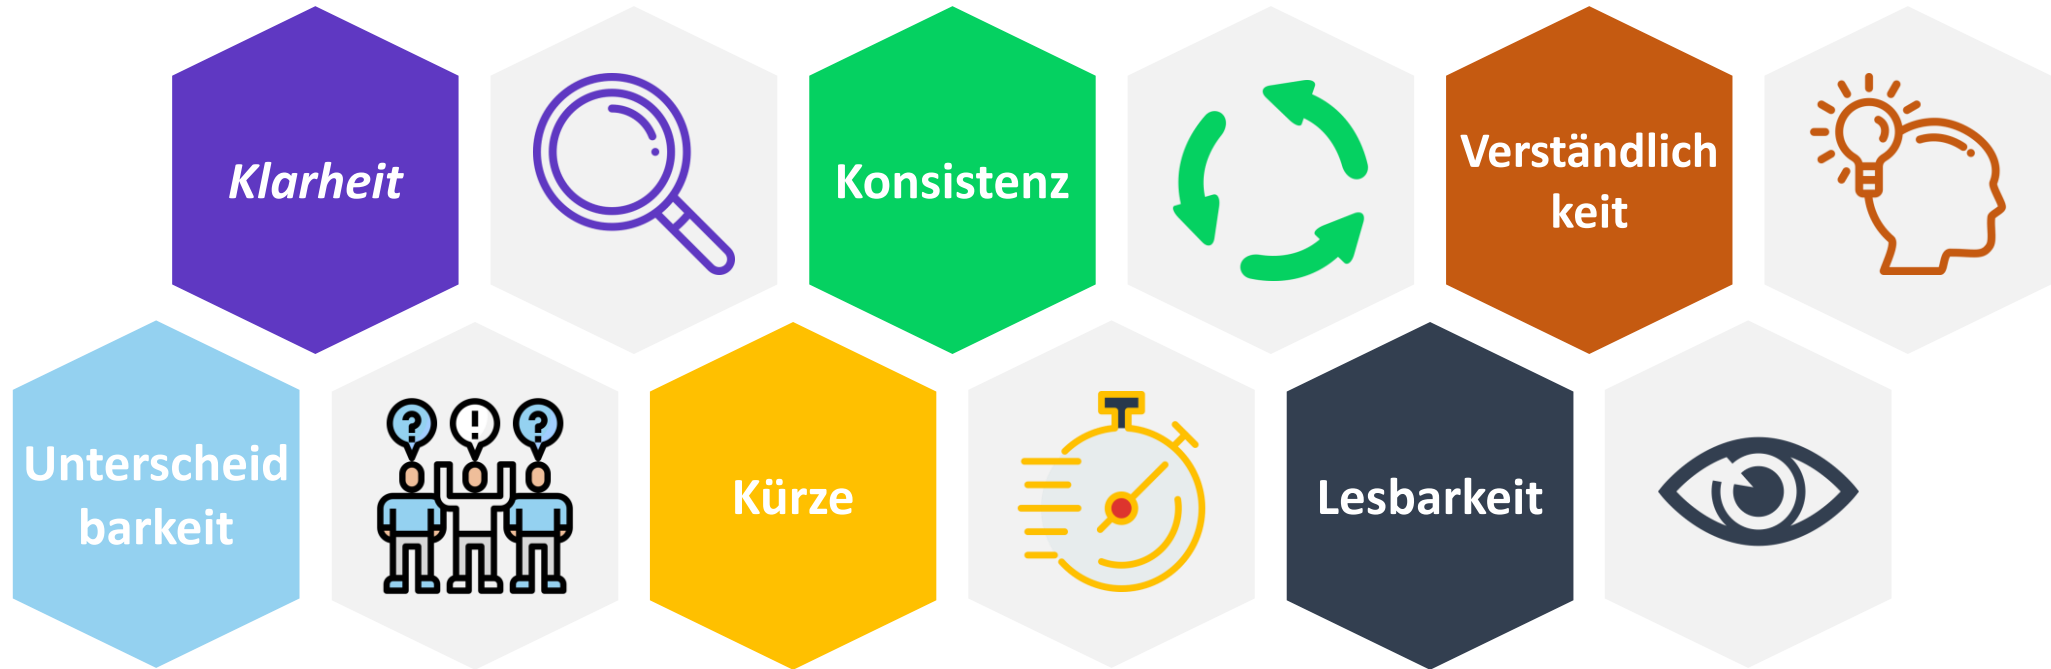 Klarheit
Konsistenz
Verständlich
keit
Unterscheid
barkeit
Kürze
Lesbarkeit